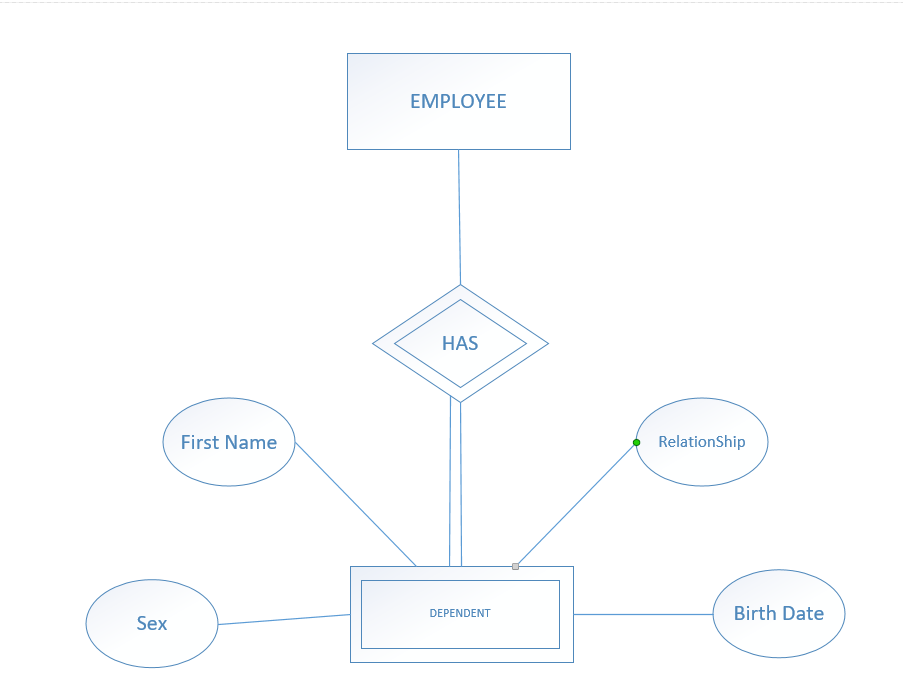 EMPLOYEE
HAS
First Name
RelationShip
Sex
DEPENDENT
Birth Date